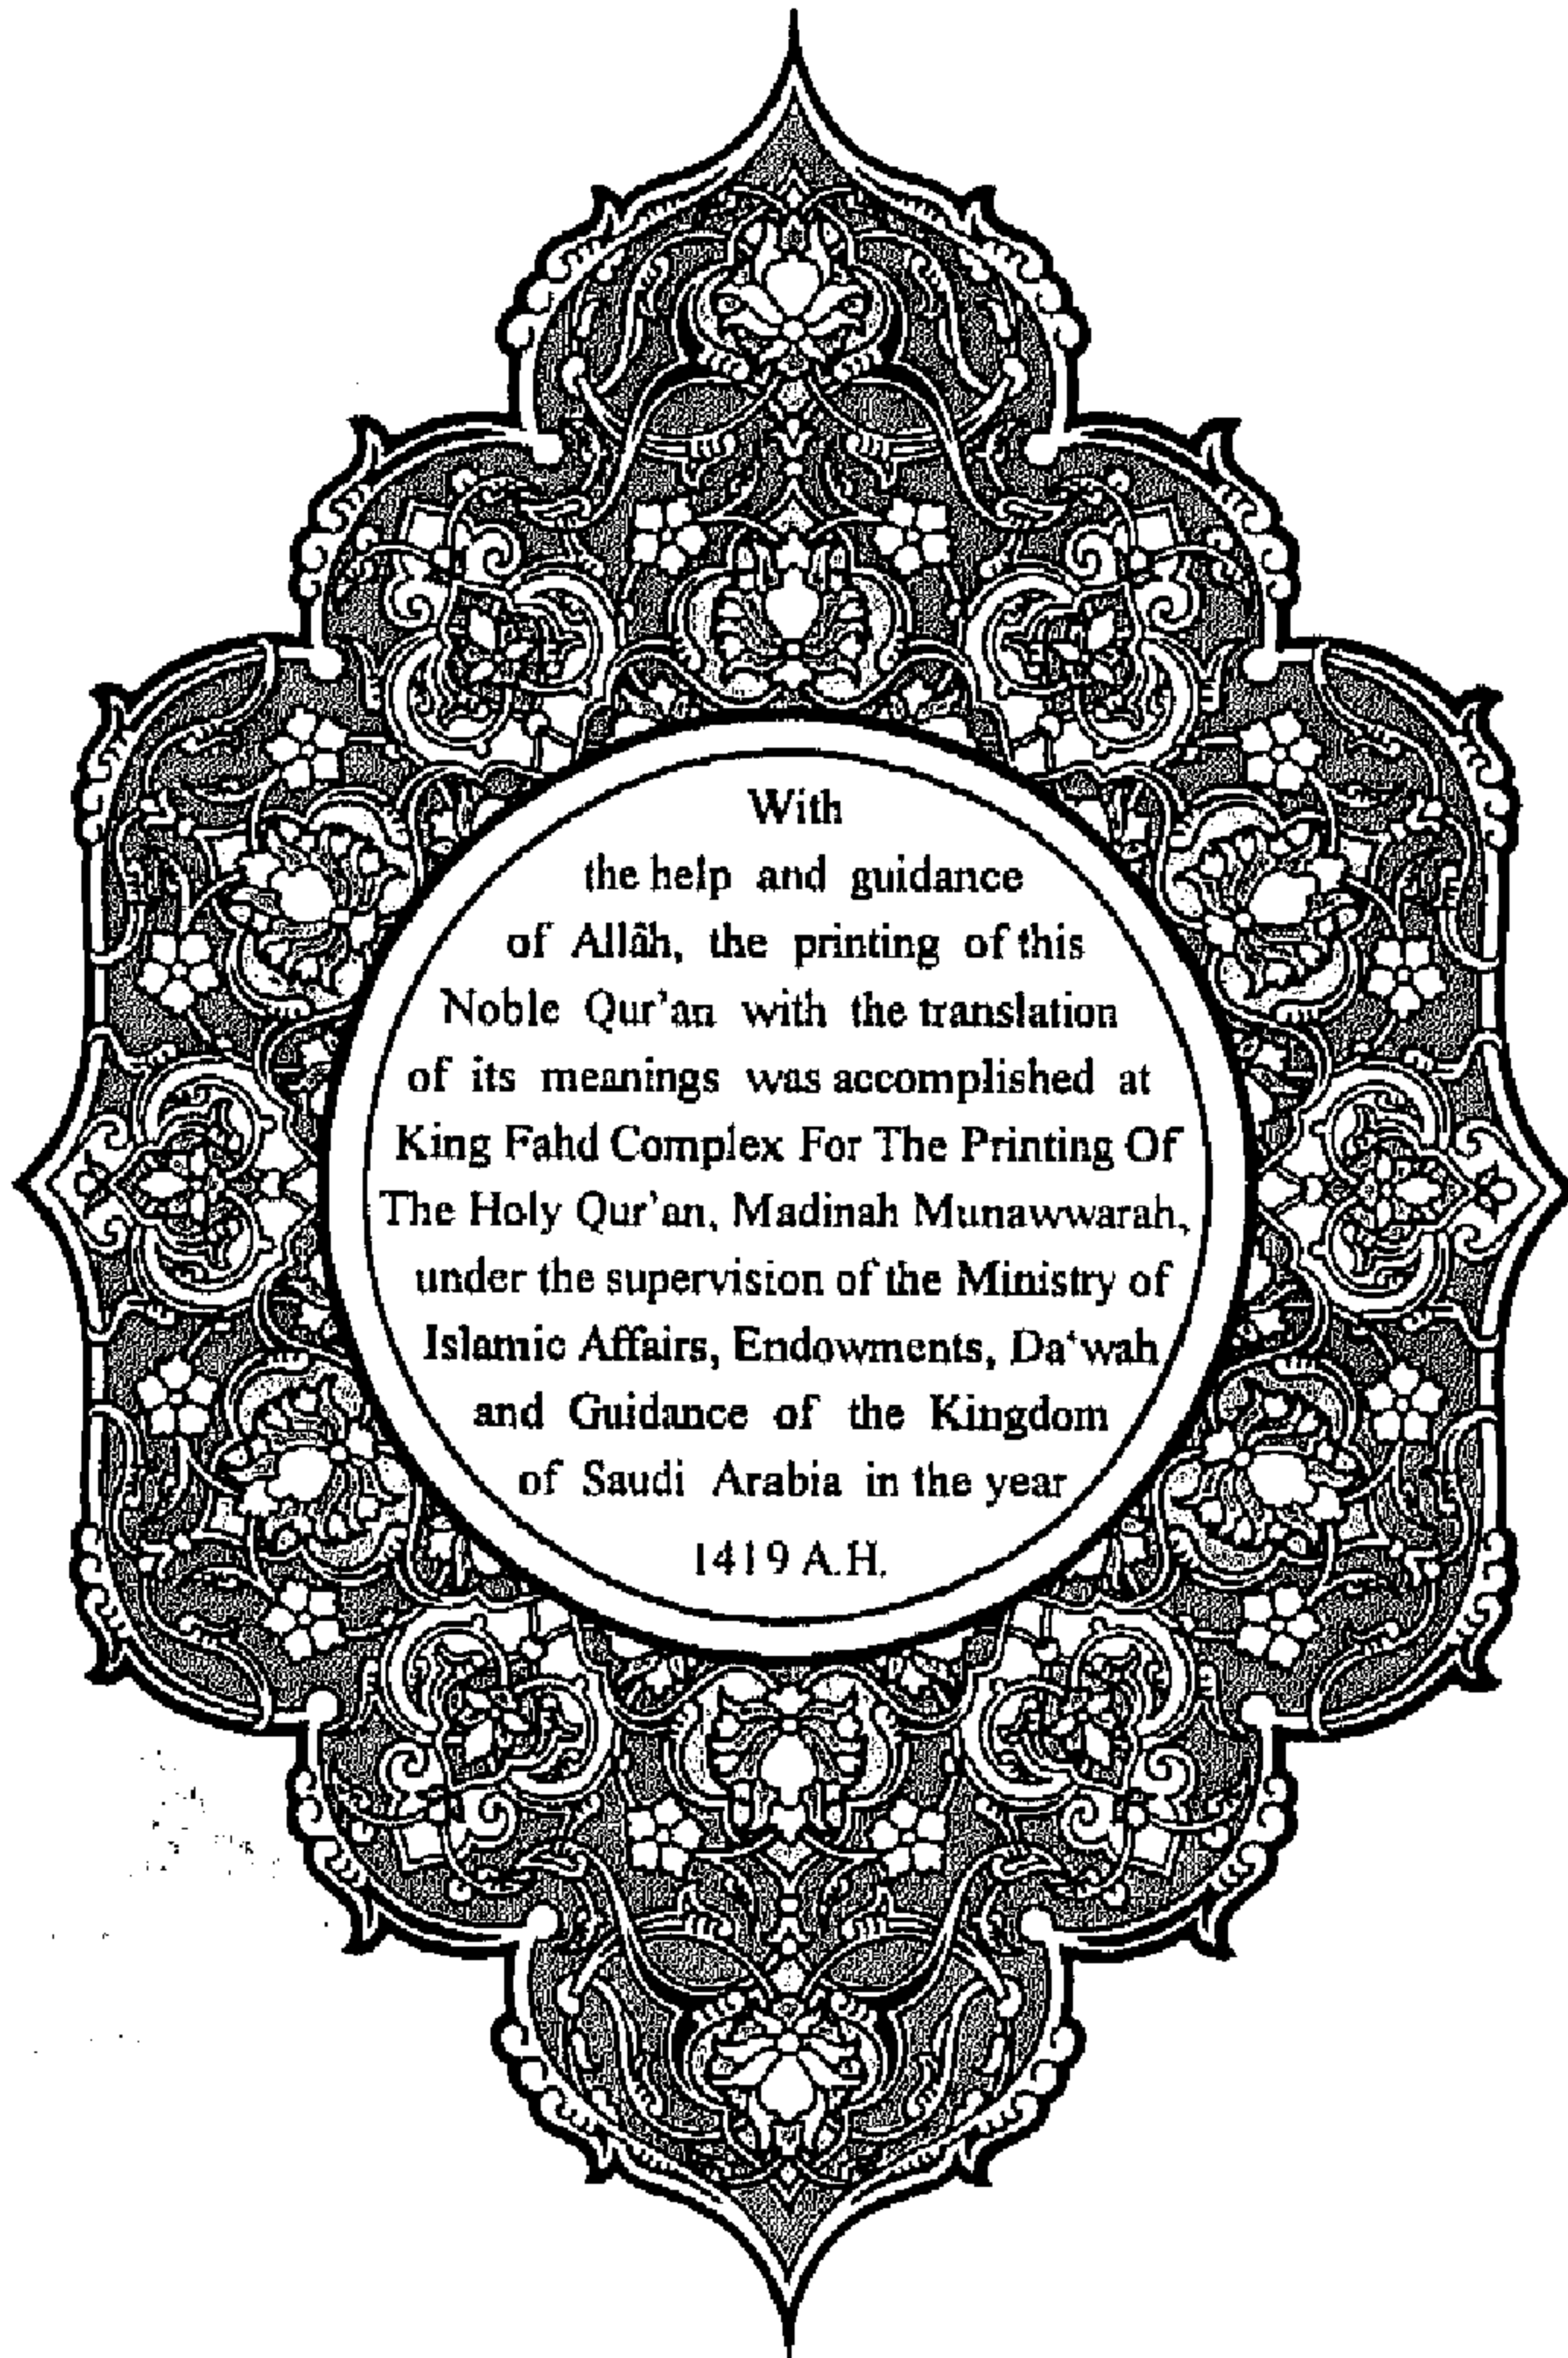 With
the help and guidance
of Allâh, the printing of this
Noble Qur'an with the translation
of its meanings was accomplished at
King Fahd Complex For The Printing Of
The Holy Qur'an, Madinah Munawwarah,
under the supervision of the Ministry of
Islamic Affairs, Endowments, Da‘wah
and Guidance of the Kingdom
of Saudi Arabia in the year
1419 A.H.